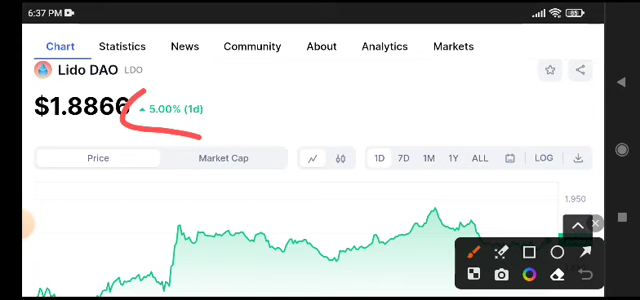 6:37 PM
83
Chart Statistics News Community About Analytics Markets
Lido DAO LDO
$1.8866 5.00% (1d)
Price Market Cap 1D 7D 1M 1Y ALL LOG
1.950